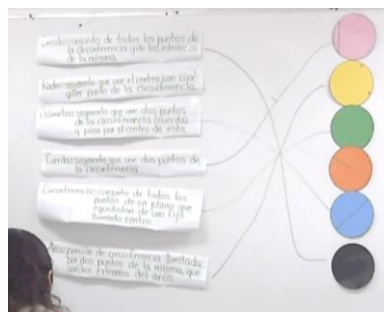 Círculo: conjunto de todos los puntos de
la circunferencia y de los interiores
de la misma.
Radio: segmento que une el centro con cual
quier punto de la circunferencia.
Diámetro: segmento que une dos puntos
de la circunferencia (cuerda)
y pasa por el centro de esta.
Cuerda: segmento que une dos puntos de
la circunferencia.
Circunferencia: conjunto de todos los
puntos de un plano que
equidistan de uno fijo
llamado centro.
Arco: porción de circunferencia limitada
por dos puntos de la misma, que
son los extremos del arco.